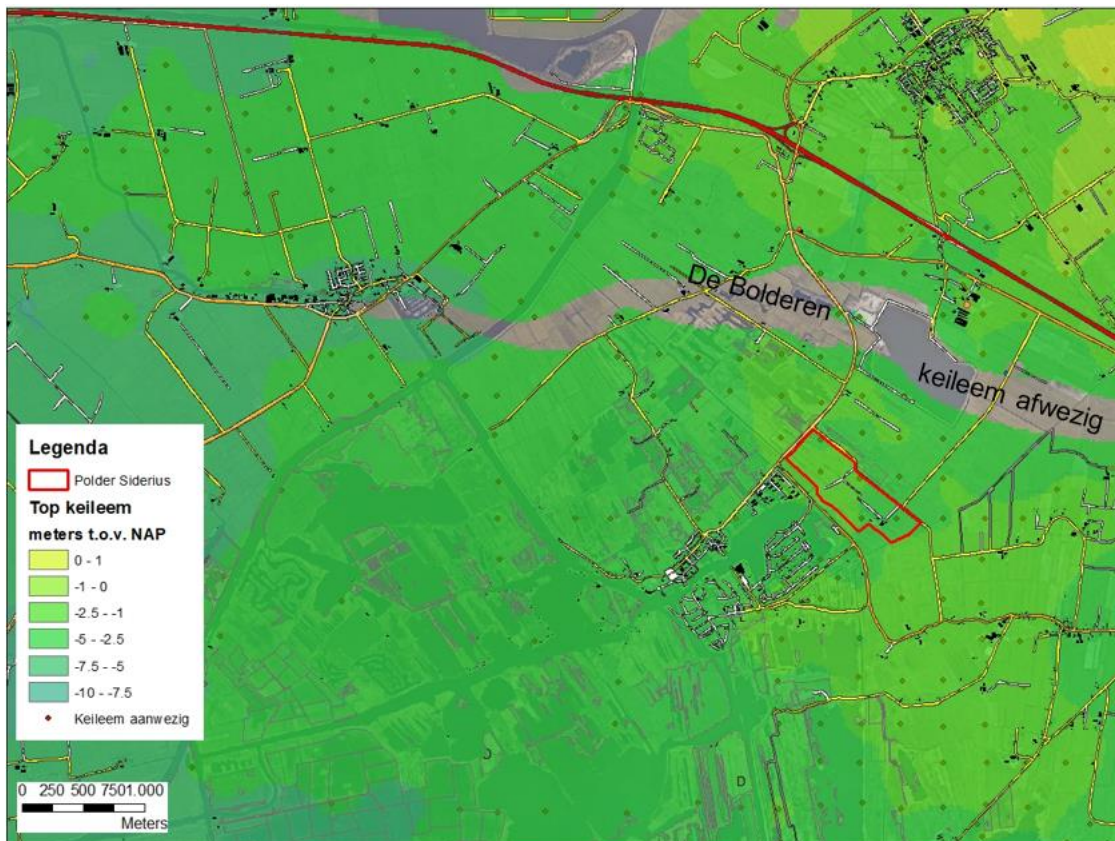 De Bolderen
keileem afwezig
Legenda
Polder Siderius
Top keileem
meters t.o.v. NAP
0 - 1
-1 - 0
-2.5 - -1
-5 - -2.5
-7.5 - -5
-10 - -7.5
Keileem aanwezig
0 250 500 7501.000
Meters
D
D